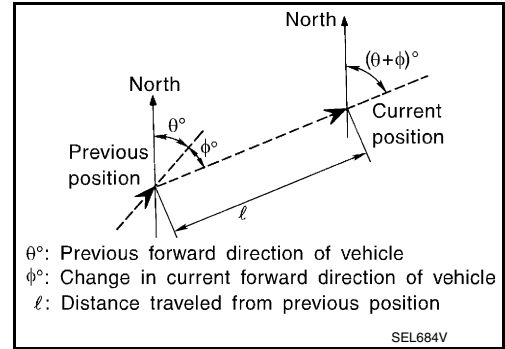 North
(θ+ϕ)°
North
θ°
ϕ°
Previous
position
Current
position
ℓ
θ°: Previous forward direction of vehicle
ϕ°: Change in current forward direction of vehicle
ℓ: Distance traveled from previous position
SEL684V